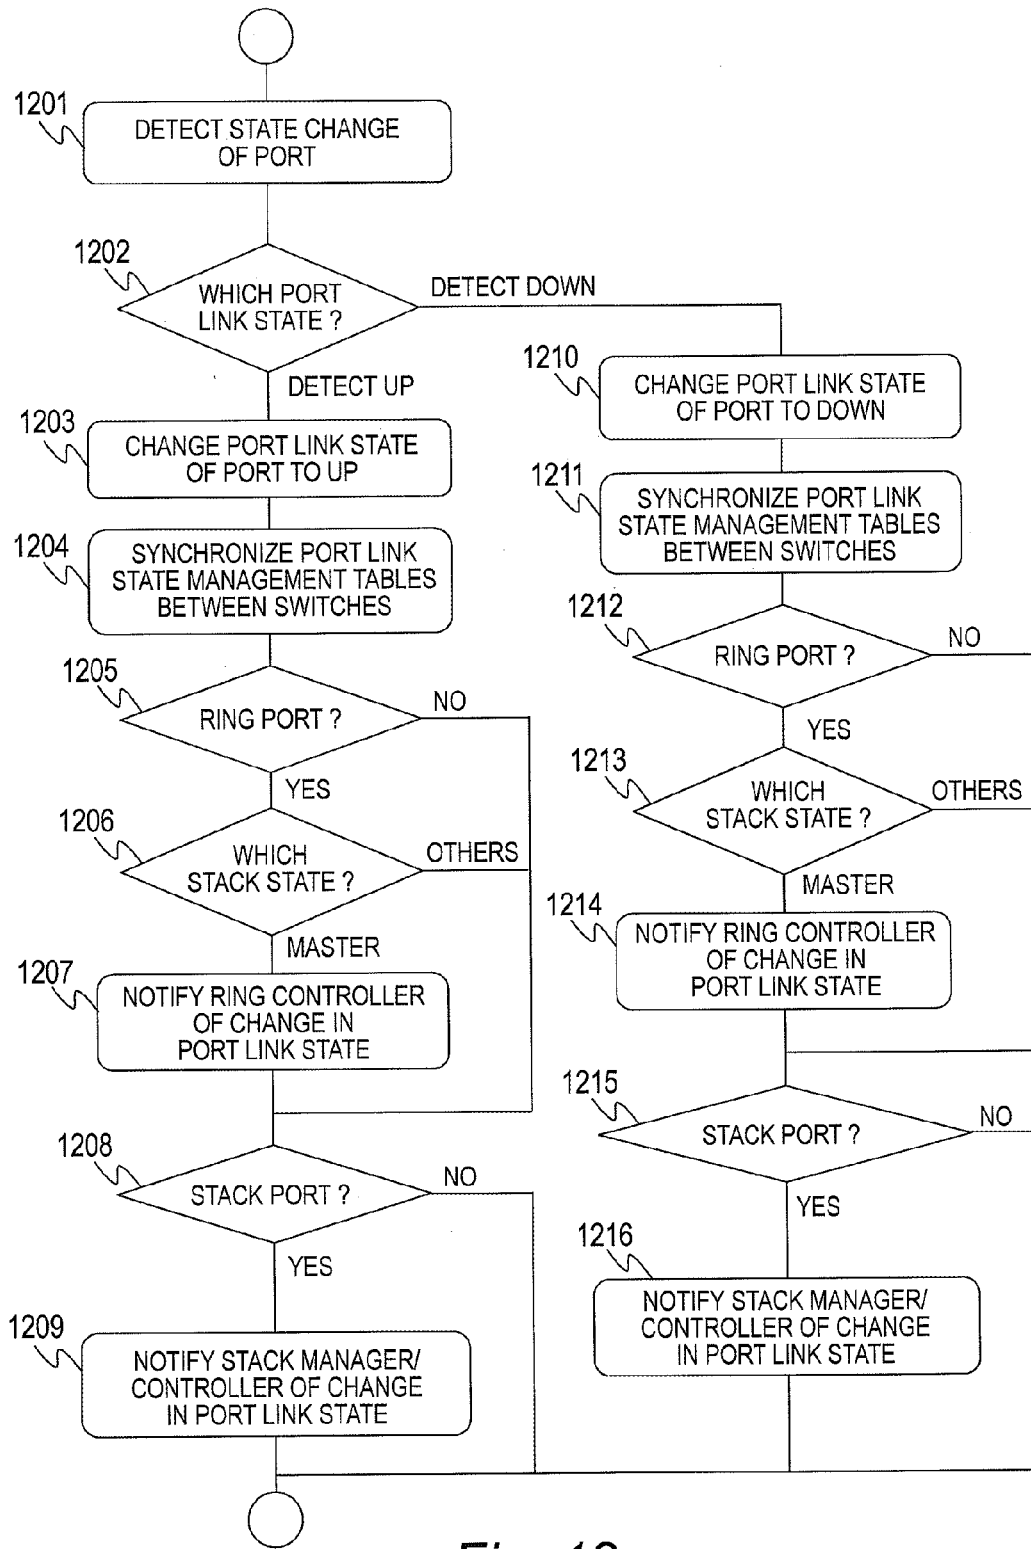 1201
DETECT STATE CHANGE
OF PORT
1202
WHICH PORT
LINK STATE ?
DETECT DOWN
DETECT UP
1203
CHANGE PORT LINK STATE
OF PORT TO UP
1204
SYNCHRONIZE PORT LINK
STATE MANAGEMENT TABLES
BETWEEN SWITCHES
1205
RING PORT ?
NO
YES
1206
WHICH
STACK STATE ?
OTHERS
MASTER
1207
NOTIFY RING CONTROLLER
OF CHANGE IN
PORT LINK STATE
1208
STACK PORT ?
NO
YES
1209
NOTIFY STACK MANAGER/
CONTROLLER OF CHANGE
IN PORT LINK STATE
1210
CHANGE PORT LINK STATE
OF PORT TO DOWN
1211
SYNCHRONIZE PORT LINK
STATE MANAGEMENT TABLES
BETWEEN SWITCHES
1212
RING PORT ?
NO
YES
1213
WHICH
STACK STATE ?
OTHERS
MASTER
1214
NOTIFY RING CONTROLLER
OF CHANGE IN
PORT LINK STATE
1215
STACK PORT ?
NO
YES
1216
NOTIFY STACK MANAGER/
CONTROLLER OF CHANGE
IN PORT LINK STATE